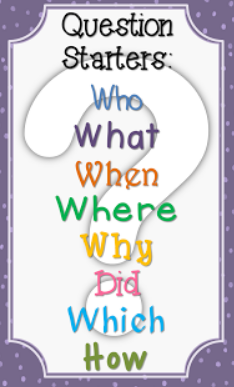 Question
Starters:
Who
What
When
Where
Why
Did
Which
How